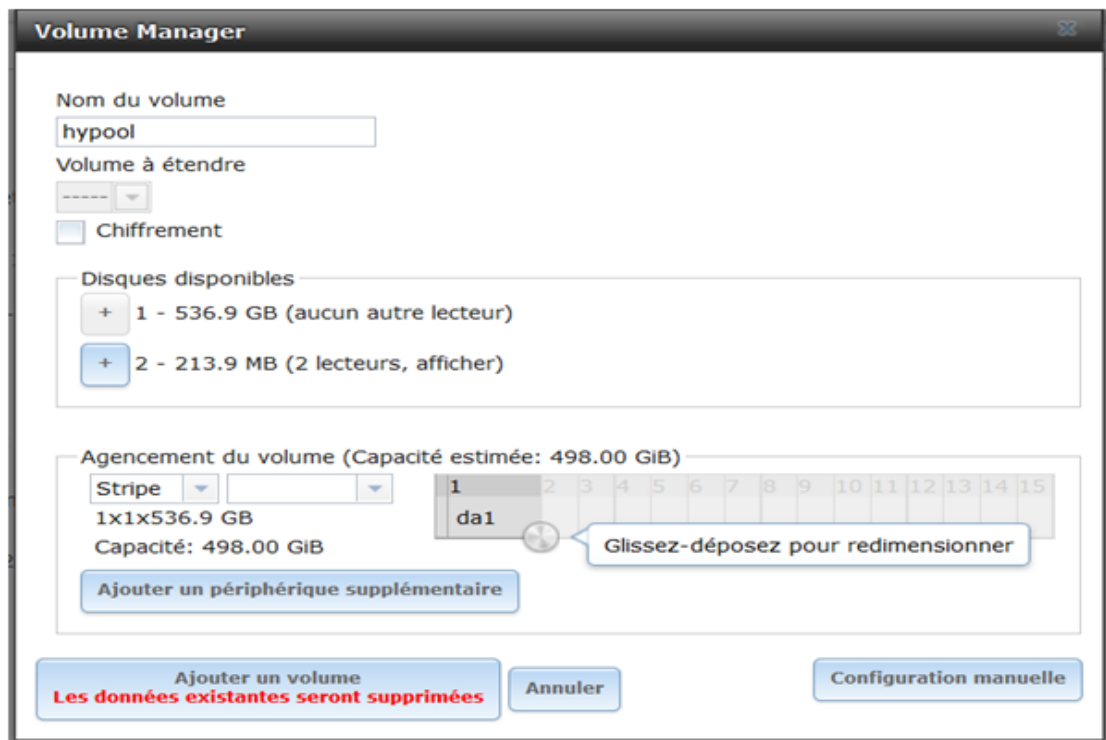 Volume Manager
Nom du volume
hypool
Volume à étendre
-----
Chiffrement
Disques disponibles
+ 1 - 536.9 GB (aucun autre lecteur)
+ 2 - 213.9 MB (2 lecteurs, afficher)
Agencement du volume (Capacité estimée: 498.00 GiB)
Stripe
1x1x536.9 GB
Capacité: 498.00 GiB
1 2 3 4 5 6 7 8 9 10 11 12 13 14 15
da1
Glissez-déposez pour redimensionner
Ajouter un périphérique supplémentaire
Ajouter un volume
Les données existantes seront supprimées
Annuler
Configuration manuelle